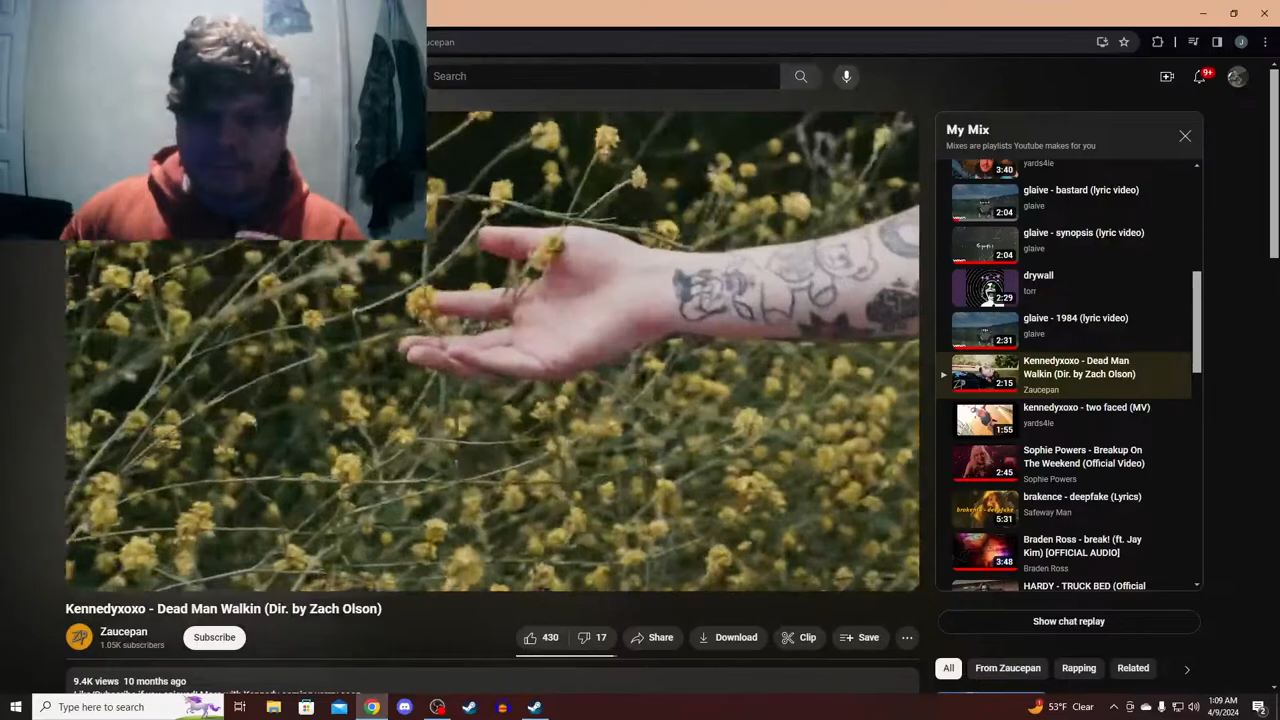 aucepan
Search
9+
J
My Mix
Mixes are playlists Youtube makes for you
3:40
yards4le
glaive - bastard (lyric video)
glaive
2:04
glaive - synopsis (lyric video)
glaive
2:04
drywall
torr
2:29
glaive - 1984 (lyric video)
glaive
2:31
Kennedyxoxo - Dead Man
Walkin (Dir. by Zach Olson)
Zaucepan
2:15
kennedyxoxo - two faced (MV)
yards4le
1:55
Sophie Powers - Breakup On
The Weekend (Official Video)
Sophie Powers
2:45
brakence - deepfake (Lyrics)
Safeway Man
5:31
Braden Ross - break! (ft. Jay
Kim) [OFFICIAL AUDIO]
Braden Ross
3:48
HARDY - TRUCK BED (Official
Kennedyxoxo - Dead Man Walkin (Dir. by Zach Olson)
ZP
Zaucepan
1.05K subscribers
Subscribe
430
17
Share
Download
Clip
Save
Show chat replay
All
From Zaucepan
Rapping
Related
9.4K views 10 months ago
Type here to search
53°F Clear
1:09 AM
4/9/2024
2